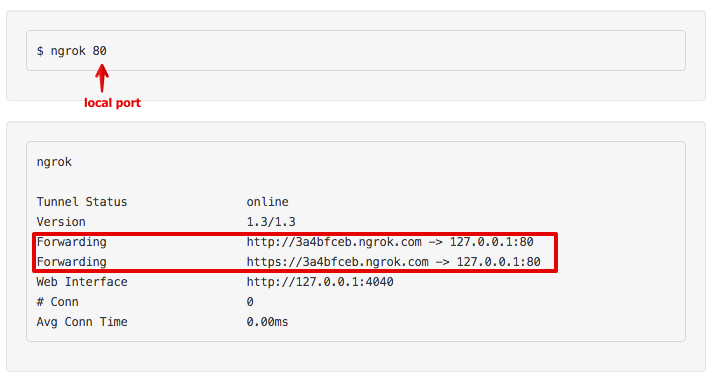 $ ngrok 80
local port
ngrok
Tunnel Status online
Version 1.3/1.3
Forwarding http://3a4bfceb.ngrok.com -> 127.0.0.1:80
Forwarding https://3a4bfceb.ngrok.com -> 127.0.0.1:80
Web Interface http://127.0.0.1:4040
# Conn 0
Avg Conn Time 0.00ms